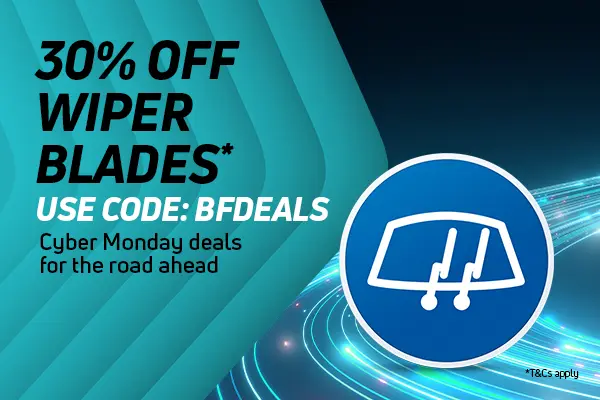 30% OFF
WIPER
BLADES*
USE CODE: BFDEALS
Cyber Monday deals
for the road ahead
*T&Cs apply